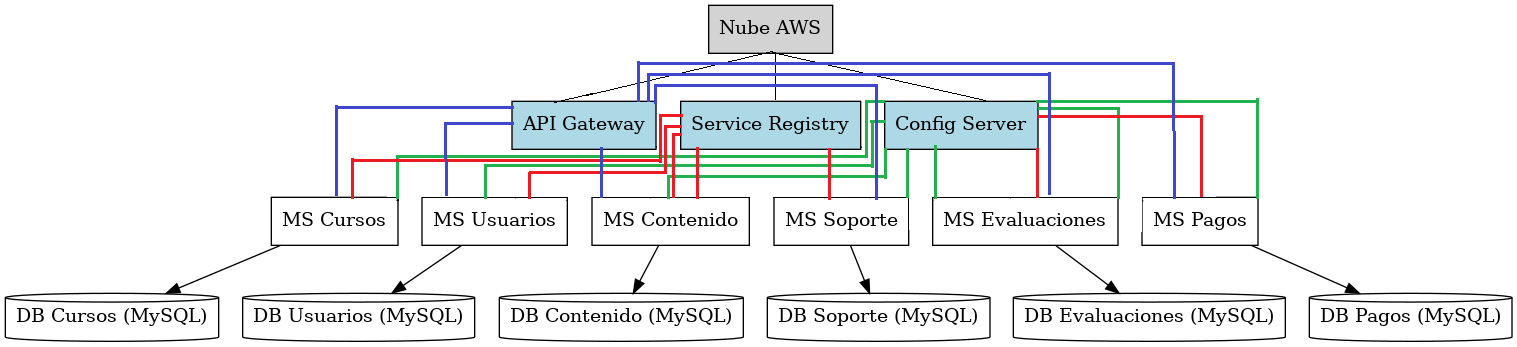 Nube AWS
API Gateway
Service Registry
Config Server
MS Cursos
MS Usuarios
MS Contenido
MS Soporte
MS Evaluaciones
MS Pagos
DB Cursos (MySQL)
DB Usuarios (MySQL)
DB Contenido (MySQL)
DB Soporte (MySQL)
DB Evaluaciones (MySQL)
DB Pagos (MySQL)